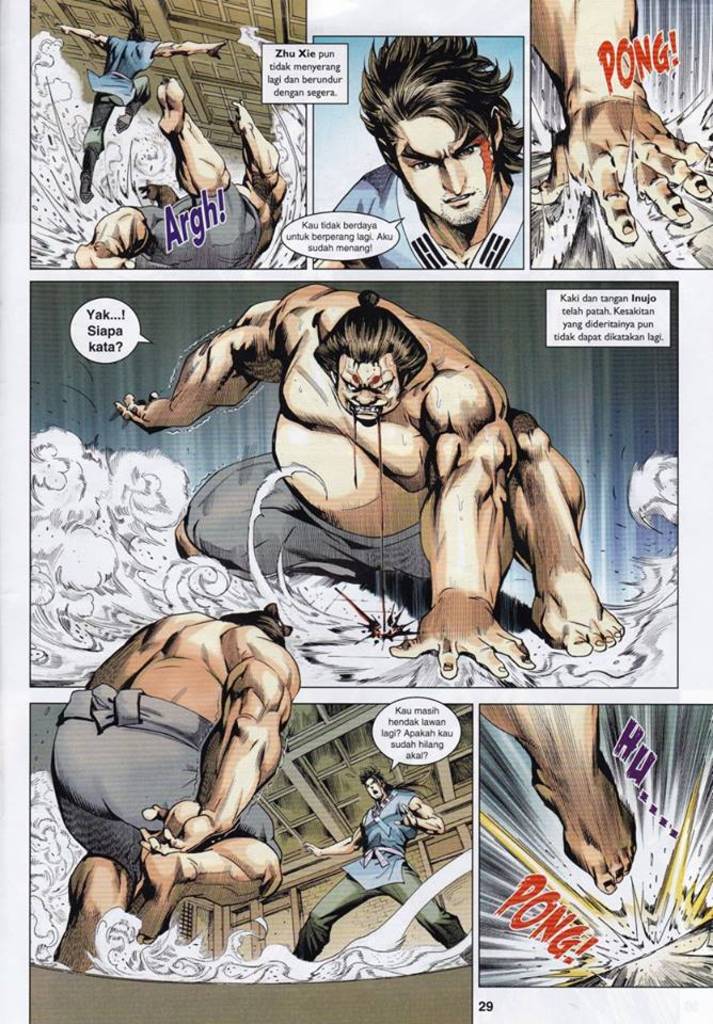 Zhu Xie pun
tidak menyerang
lagi dan berundur
dengan segera.
Argh!
Kau tidak berdaya
untuk berperang lagi. Aku
sudah menang!
PONG!
Yak...!
Siapa
kata?
Kaki dan tangan Inujo
telah patah. Kesakitan
yang dideritainya pun
tidak dapat dikatakan lagi.
Kau masih
hendak lawan
lagi? Apakah kau
sudah hilang
akal?
HU.....
PONG!
29